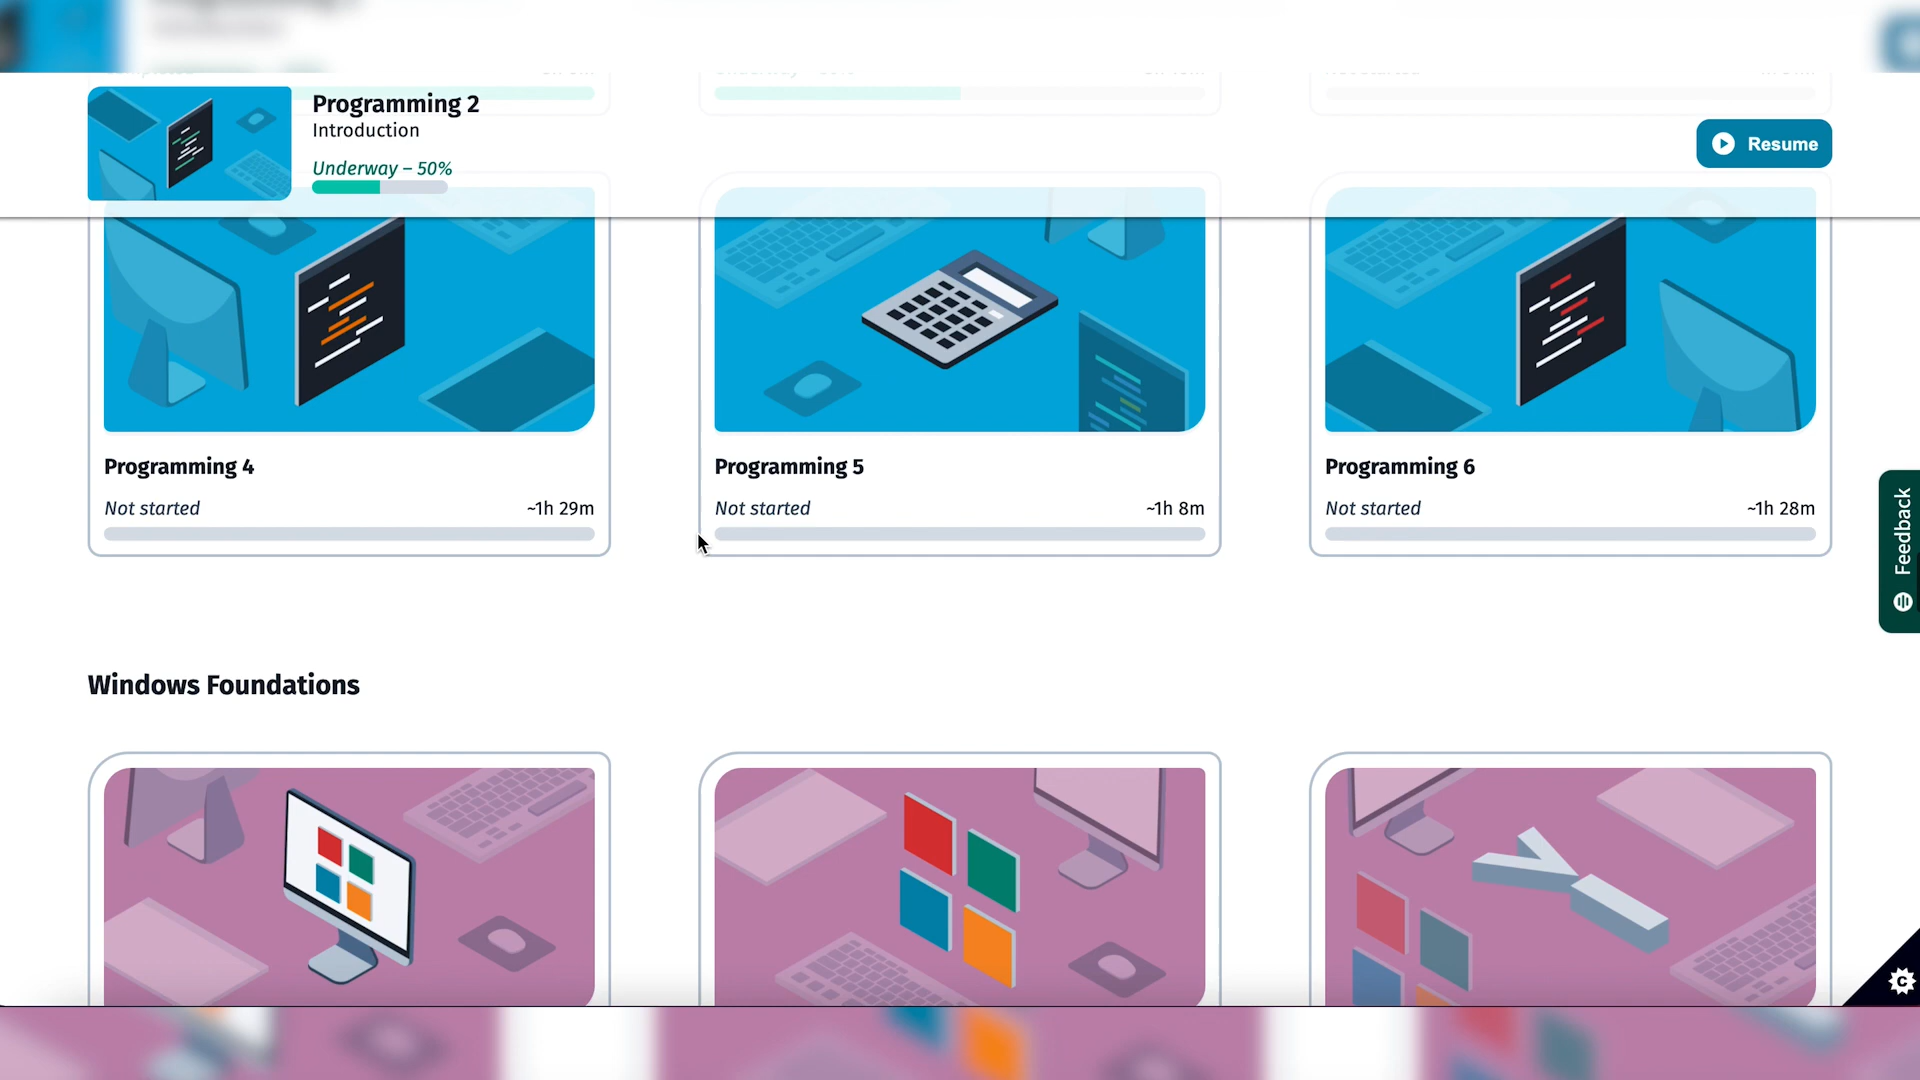 Programming 2
Introduction
Underway – 50%
Resume
Programming 4
Not started
~1h 29m
Programming 5
Not started
~1h 8m
Programming 6
Not started
~1h 28m
Feedback
Windows Foundations